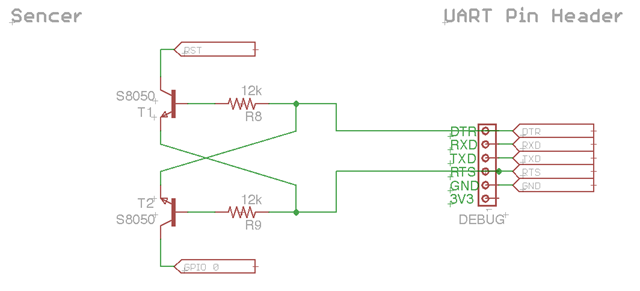 Sencer
UART Pin Header
RST
S8050
T1
12k
R8
DTR
RXD
TXD
RTS
GND
3V3
DTR
RXD
TXD
RTS
GND
T2
S8050
12k
R9
DEBUG
GPIO 0